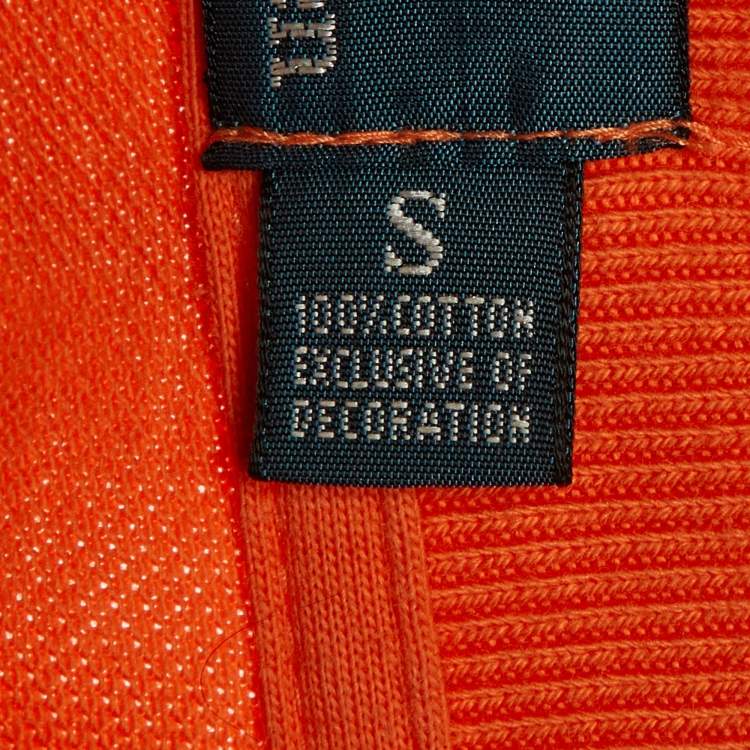 S
100% COTTON
EXCLUSIVE OF
DECORATION